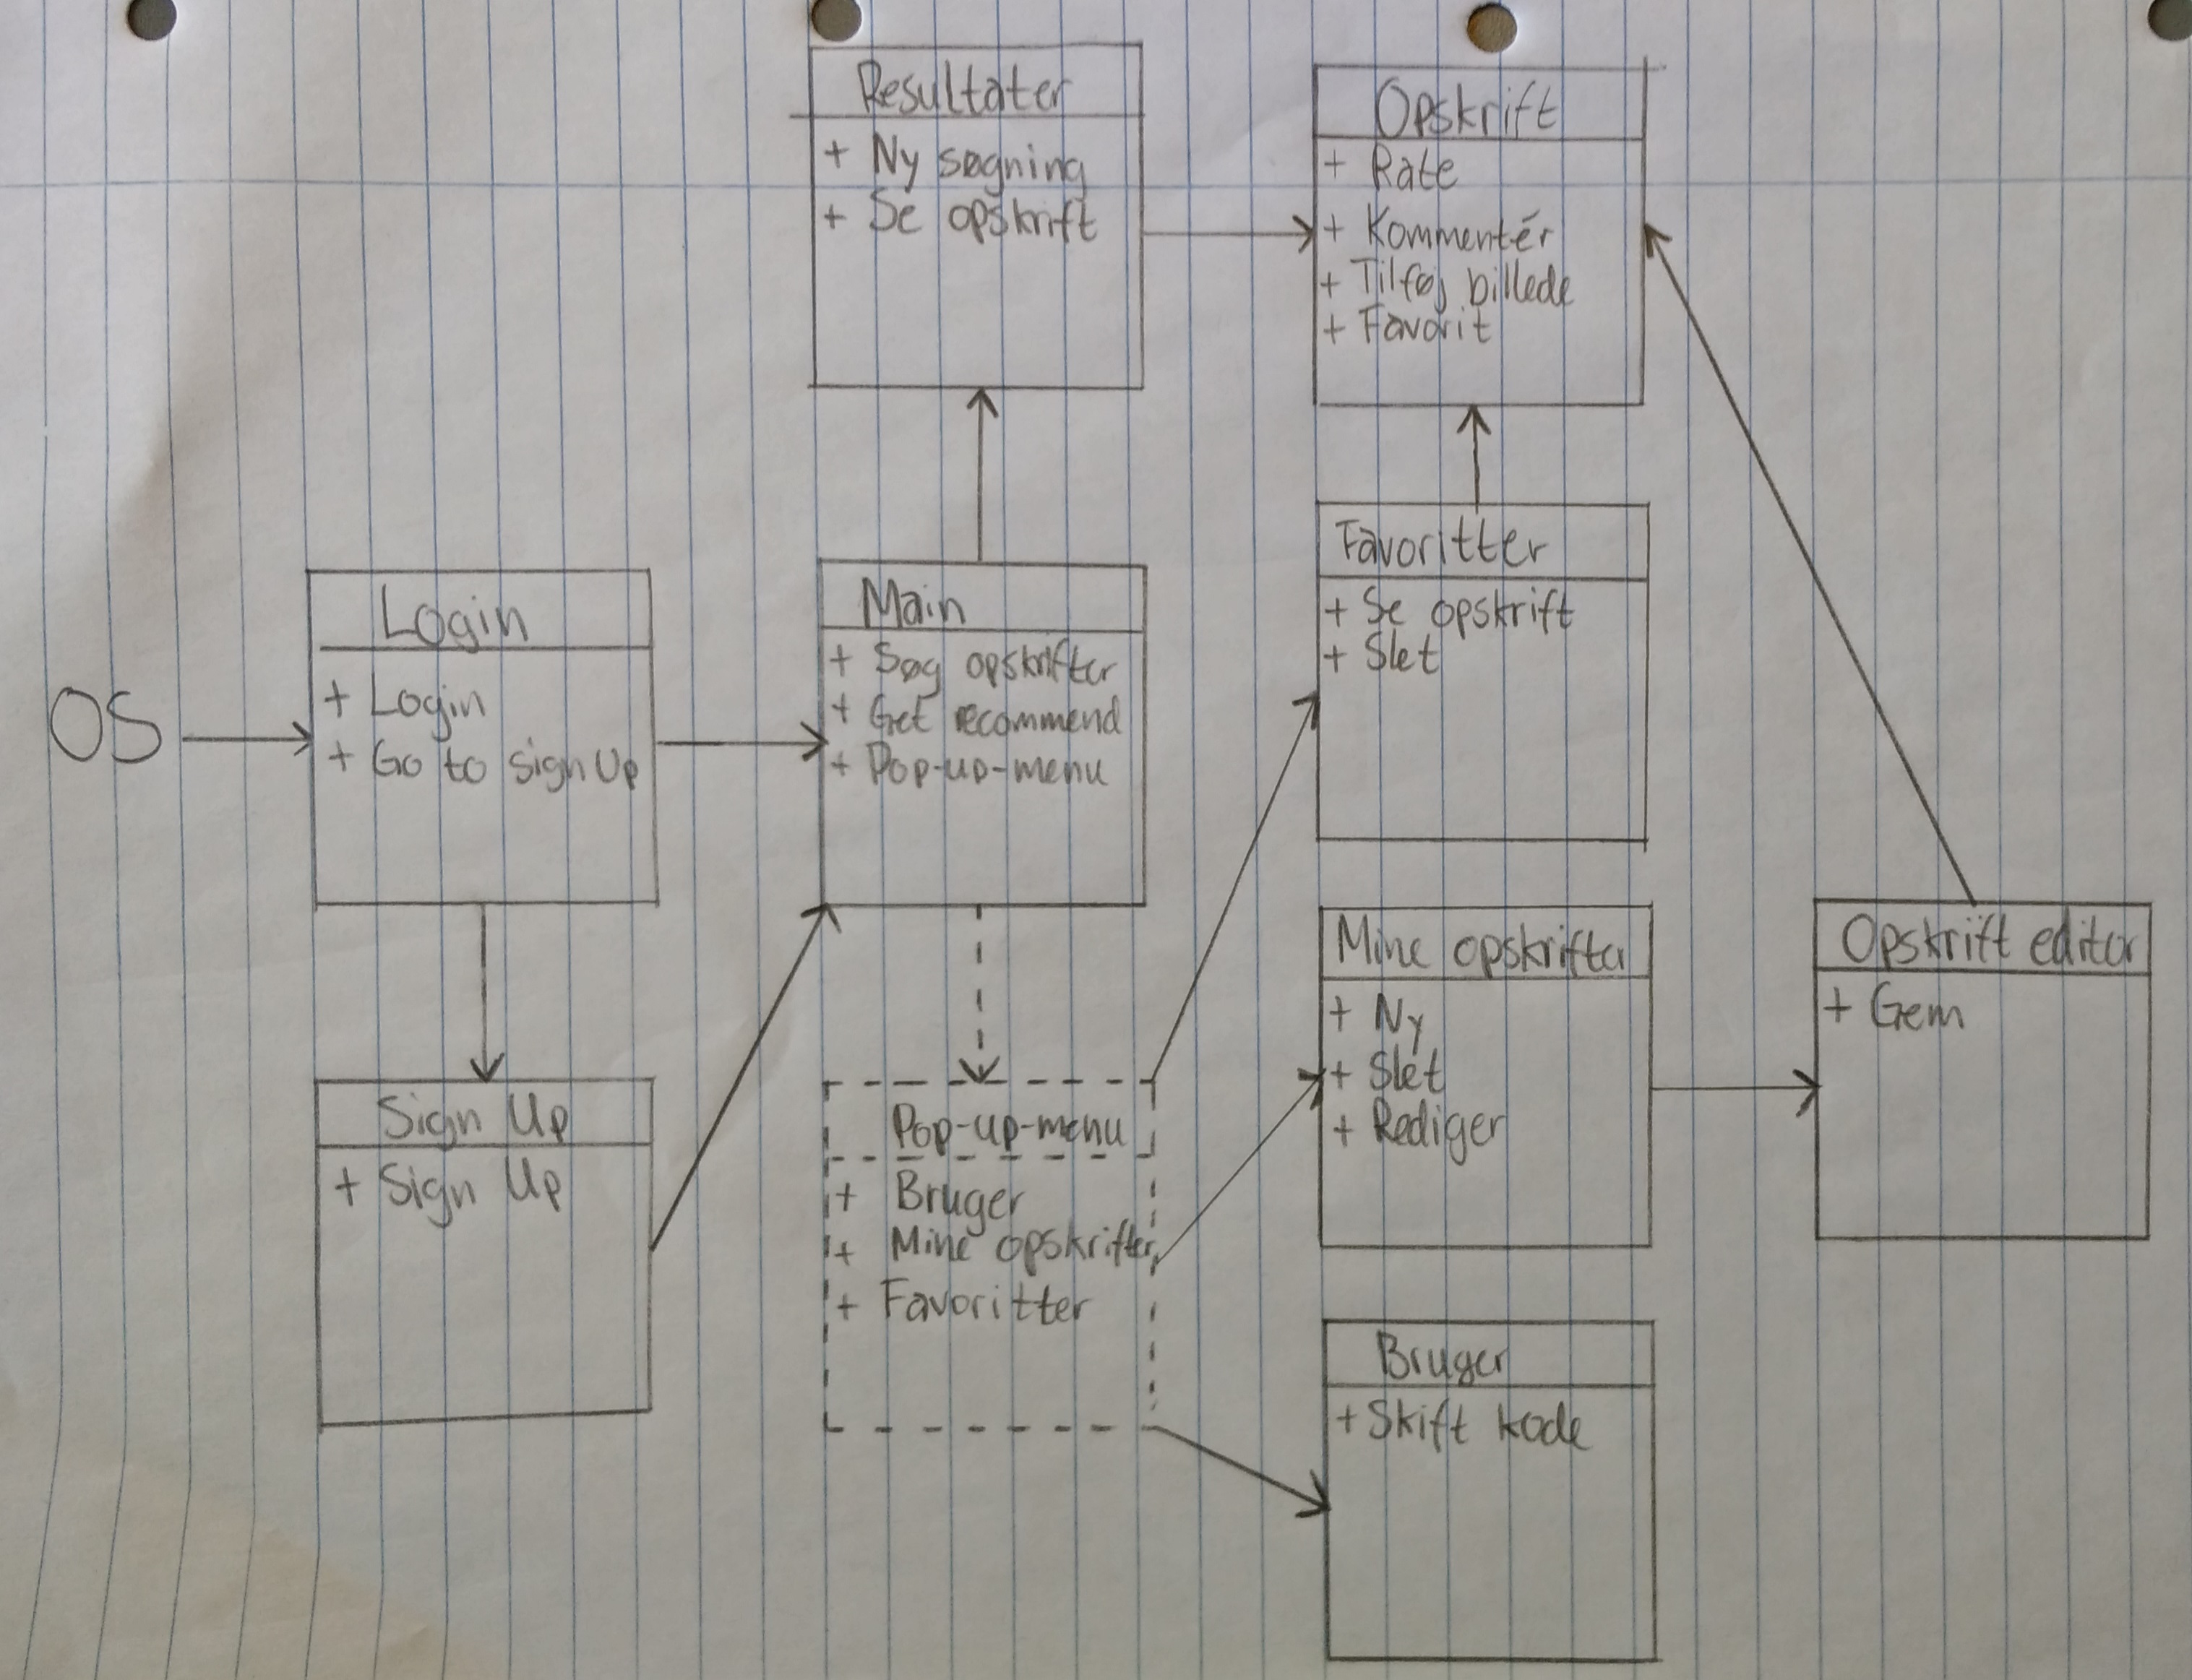 Resultater
+ Ny søgning
+ Se opskrift
Opskrift
+ Rate
+ Kommentér
+ Tilføj billede
+ Favorit
OS
Login
+ Login
+ Go to sign Up
Main
+ Søg opskrifter
+ Get recommend
+ Pop-up-menu
Favoritter
+ Se opskrift
+ Slet
Sign Up
+ Sign Up
Pop-up-menu
+ Bruger
+ Mine opskrifter
+ Favoritter
Mine opskrifter
+ Ny
+ Slet
+ Rediger
Opskrift editor
+ Gem
Bruger
+ Skift kode